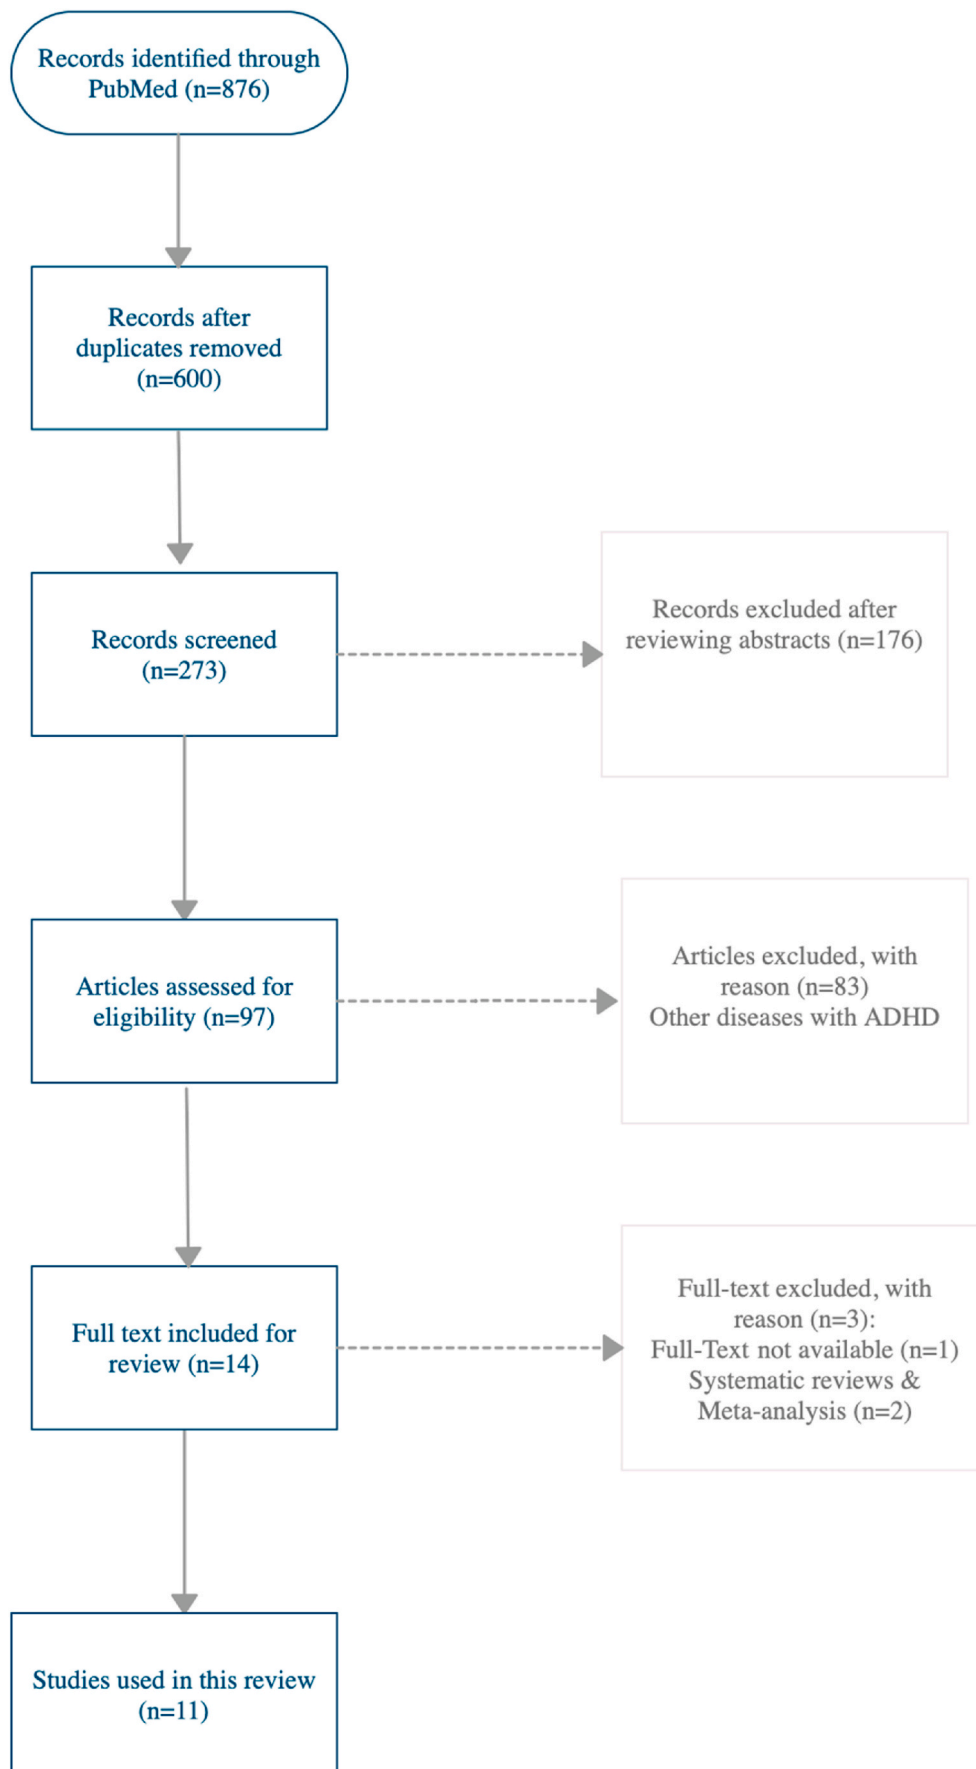 Records identified through
PubMed (n=876)
Records after
duplicates removed
(n=600)
Records screened
(n=273)
Records excluded after
reviewing abstracts (n=176)
Articles assessed for
eligibility (n=97)
Articles excluded, with
reason (n=83)
Other diseases with ADHD
Full text included for
review (n=14)
Full-text excluded, with
reason (n=3):
Full-Text not available (n=1)
Systematic reviews &
Meta-analysis (n=2)
Studies used in this review
(n=11)